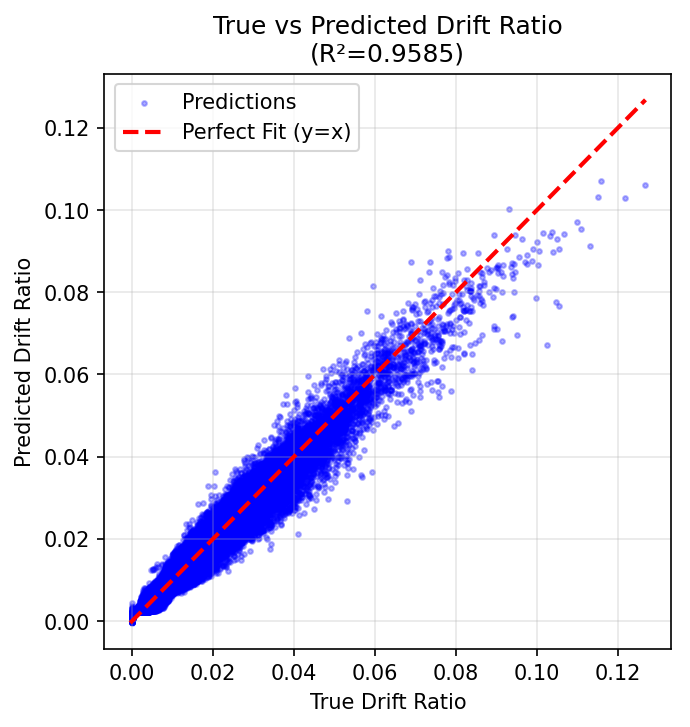 True vs Predicted Drift Ratio
(R²=0.9585)
Predictions
Perfect Fit (y=x)
Predicted Drift Ratio
0.12
0.10
0.08
0.06
0.04
0.02
0.00
0.00 0.02 0.04 0.06 0.08 0.10 0.12
True Drift Ratio